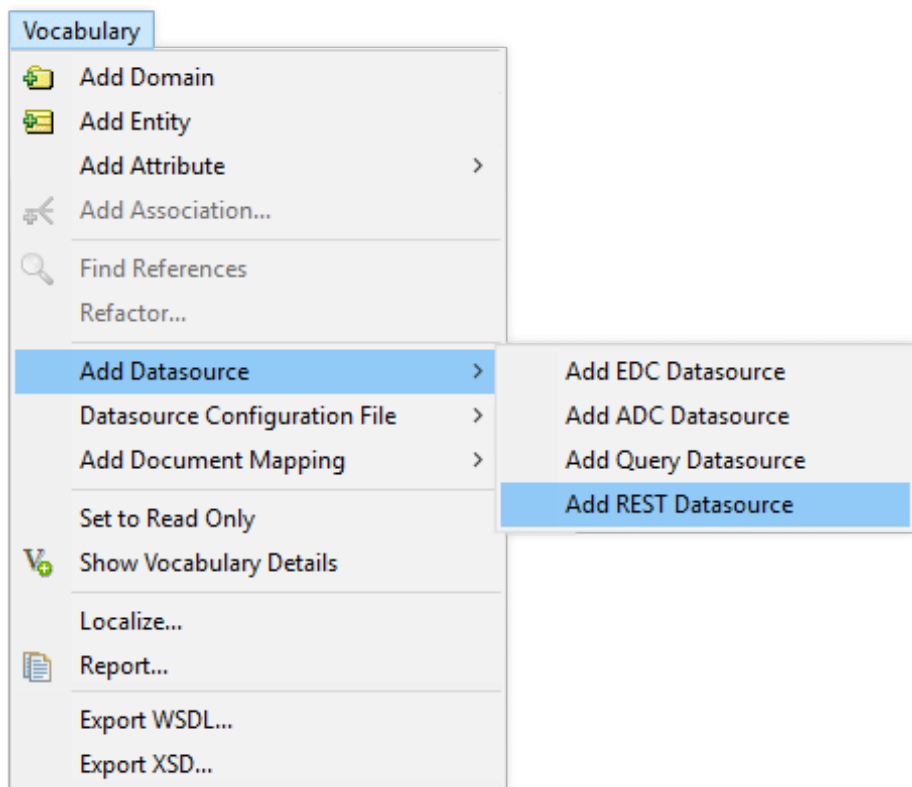 Vocabulary
Add Domain
Add Entity
Add Attribute
Add Association...
Find References
Refactor...
Add Datasource
Datasource Configuration File
Add Document Mapping
Set to Read Only
Show Vocabulary Details
Localize...
Report...
Export WSDL...
Export XSD...
Add EDC Datasource
Add ADC Datasource
Add Query Datasource
Add REST Datasource